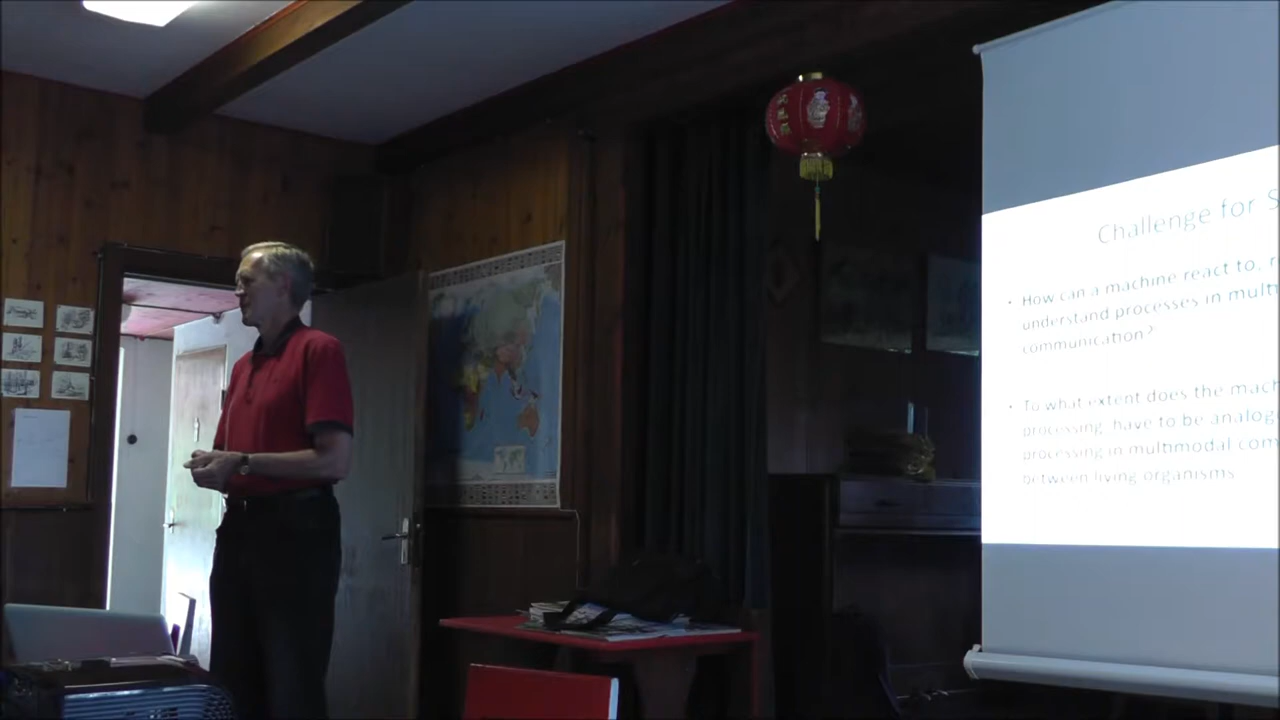 Challenge for S
• How can a machine react to, r
understand processes in multi
communication?
• To what extent does the mach
processing have to be analog
processing in multimodal com
between living organisms